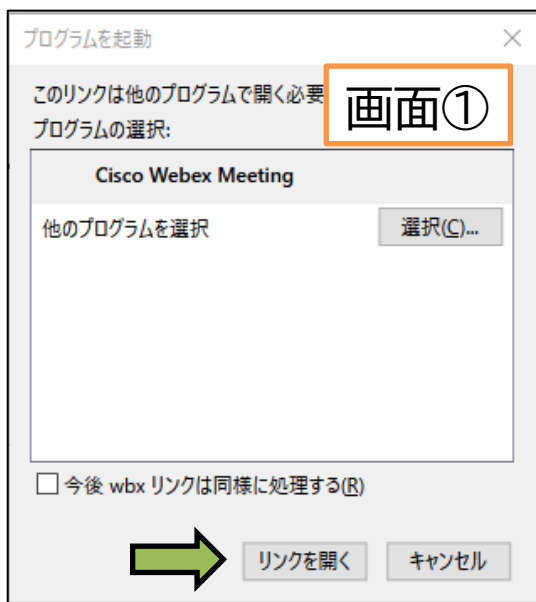 プログラムを起動
このリンクは他のプログラムで開く必要
画面①
プログラムの選択:
Cisco Webex Meeting
他のプログラムを選択
選択(C)...
今後 wbx リンクは同様に処理する(R)
リンクを開く
キャンセル